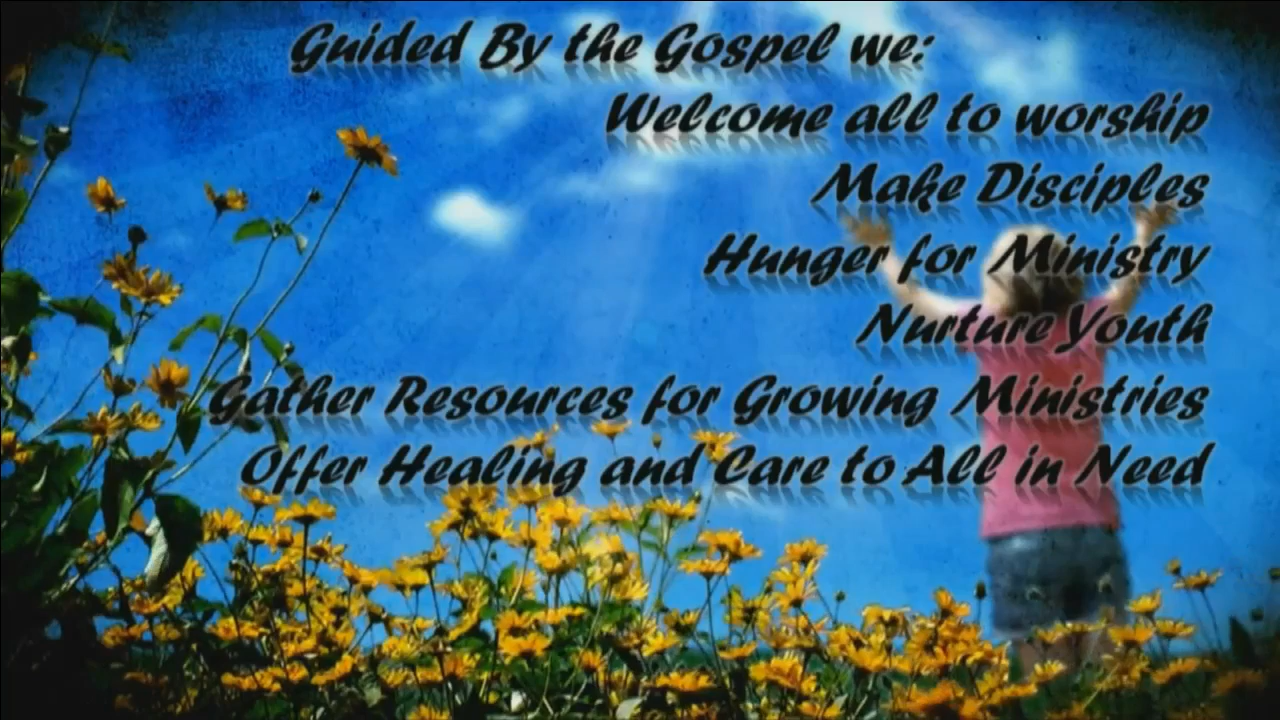 Guided By the Gospel we:
Welcome all to worship
Make Disciples
Hunger for Ministry
Nurture Youth
Gather Resources for Growing Ministries
Offer Healing and Care to All in Need